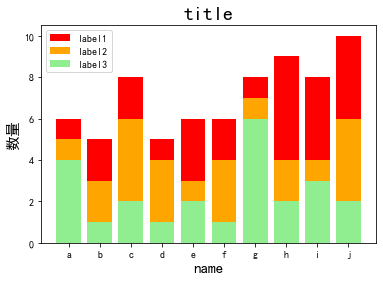 title
label1
label2
label3
数量
10
8
6
4
2
0
a b c d e f g h i j
name